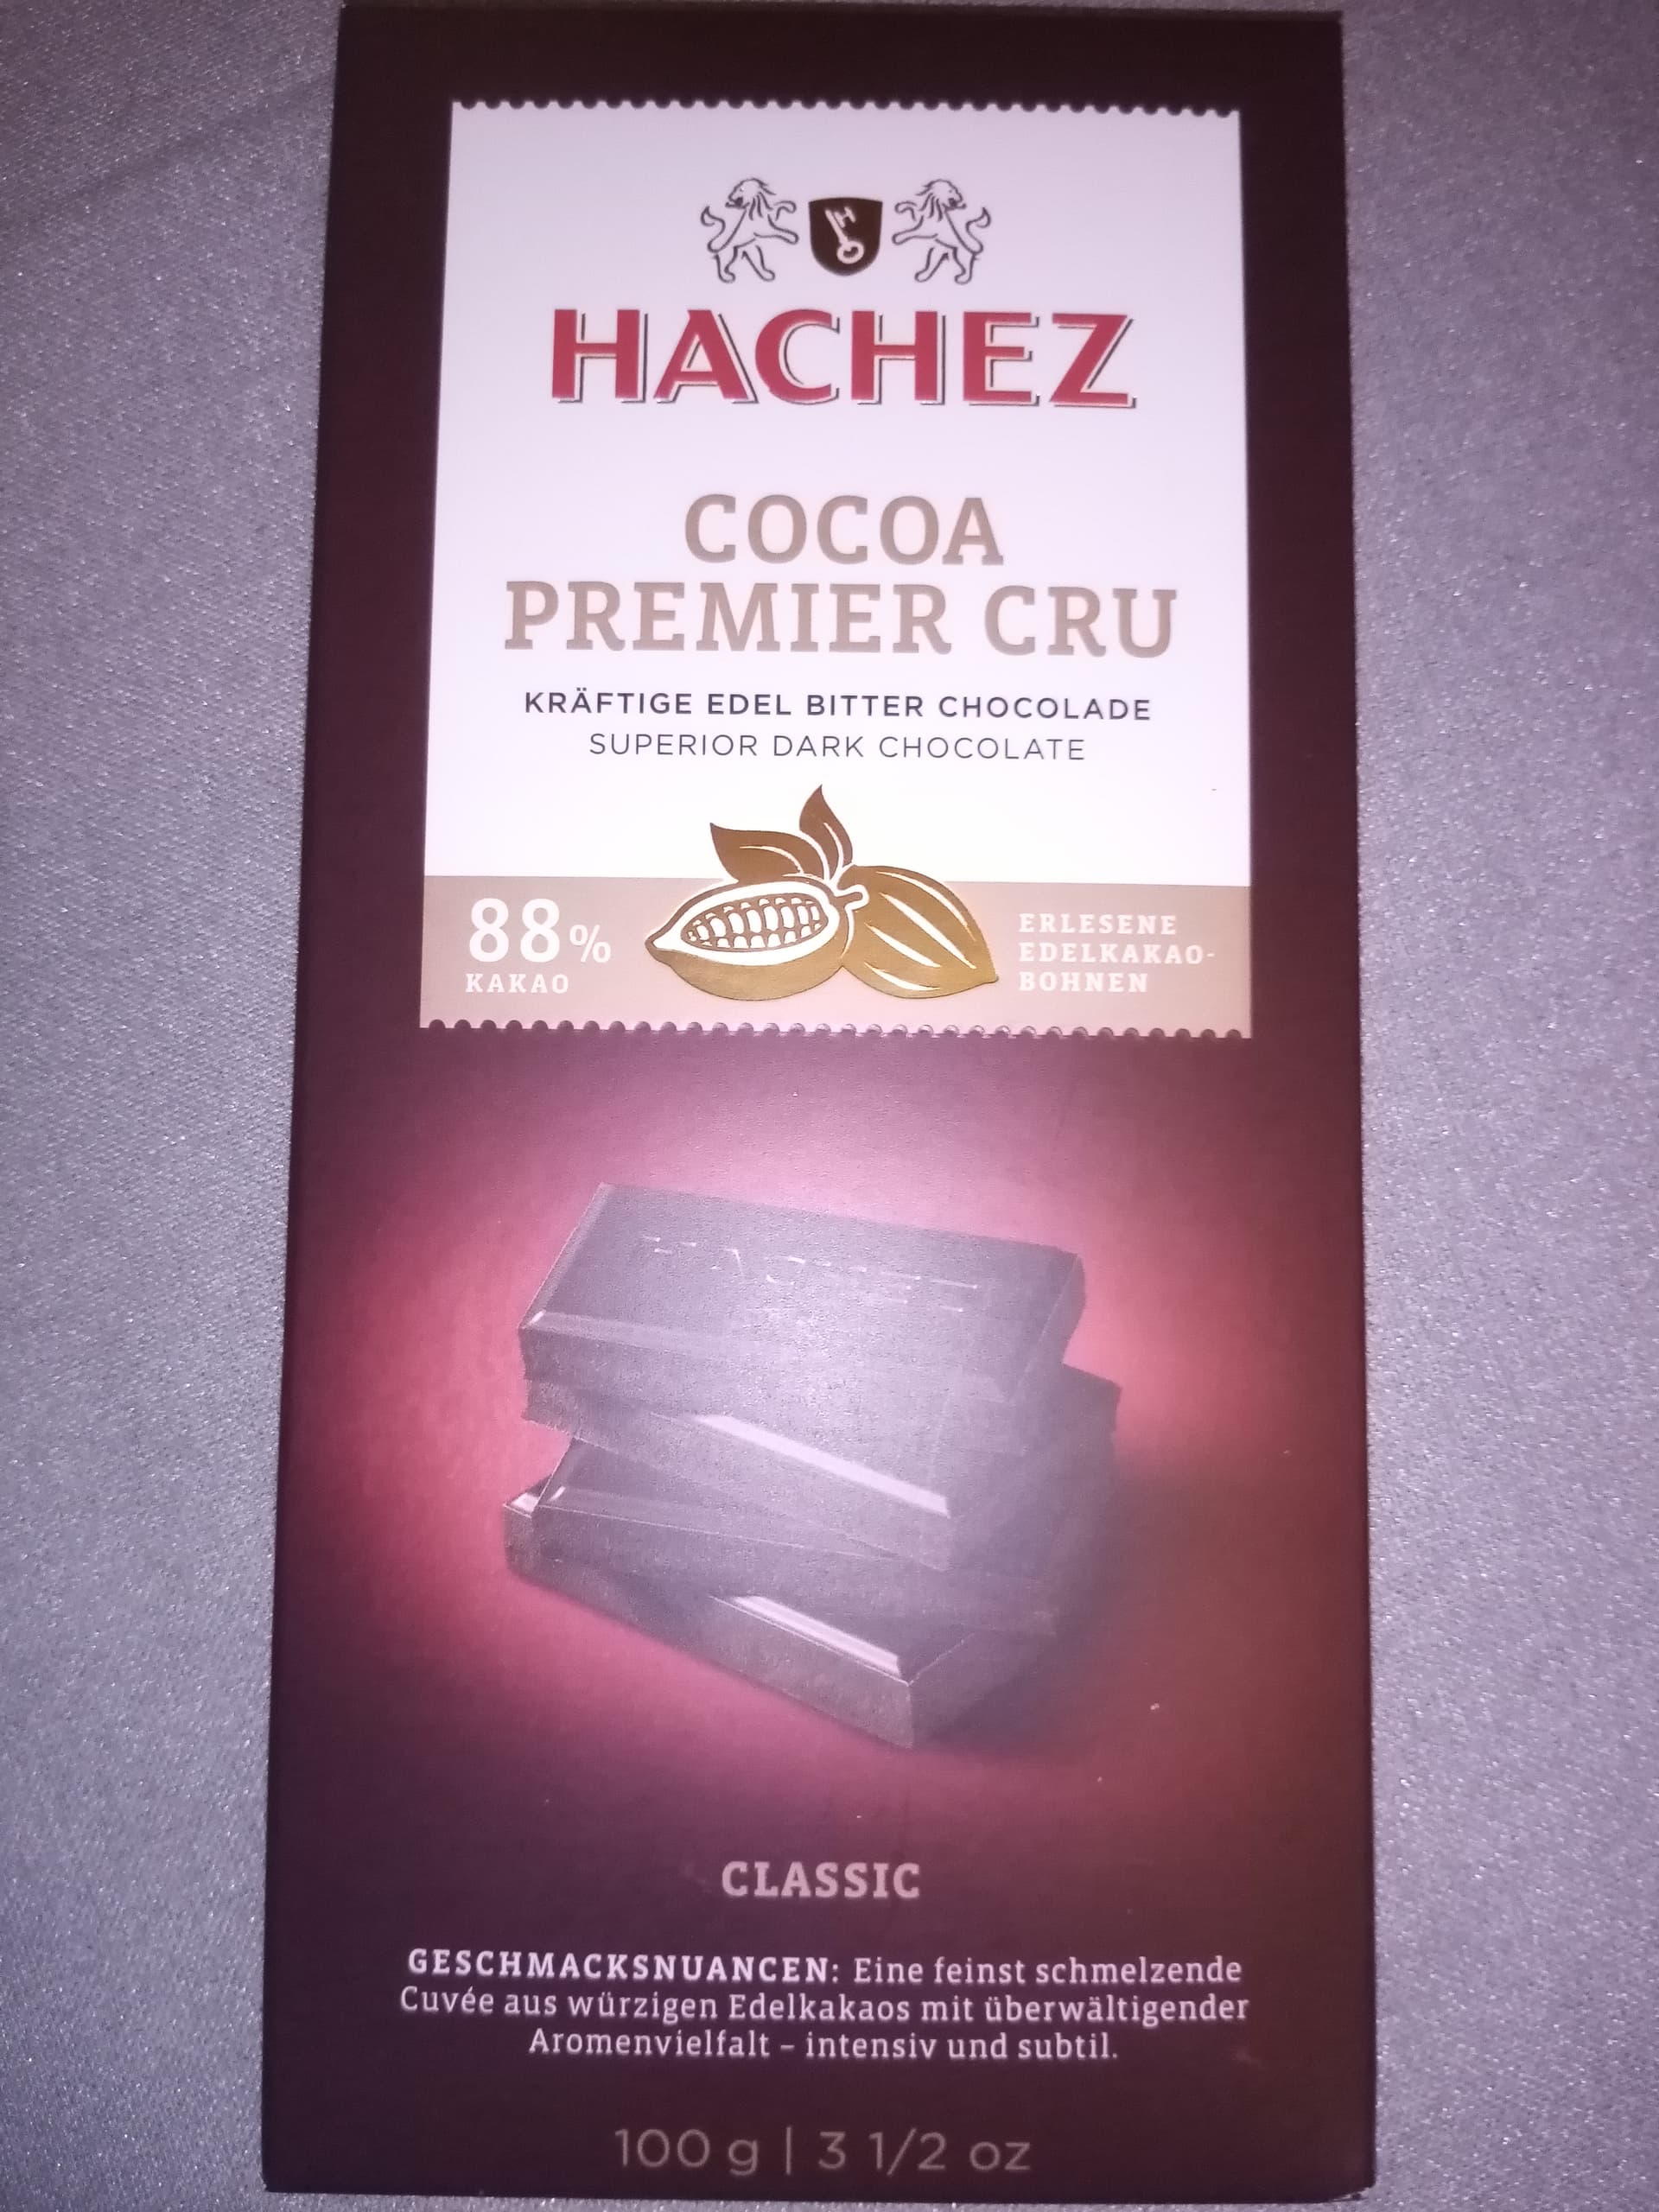 HACHEZ
COCOA
PREMIER CRU
KRÄFTIGE EDEL BITTER CHOCOLADE
SUPERIOR DARK CHOCOLATE
88%
KAKAO
ERLESENE
EDELKAKAO-
BOHNEN
HACHEZ
CLASSIC
GESCHMACKSNUANCEN: Eine feinst schmelzende
Cuvée aus würzigen Edelkakaos mit überwältigender
Aromenvielfalt – intensiv und subtil.
100 g | 3 1/2 oz